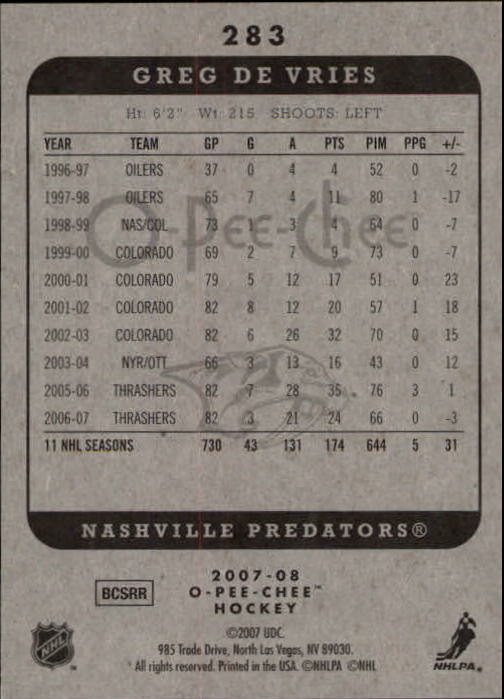 283
GREG DE VRIES
Ht: 6'2" Wt: 215 SHOOTS: LEFT
YEAR TEAM GP G A PTS PIM PPG +/-
1996-97 OILERS 37 0 4 4 52 0 -2
1997-98 OILERS 65 7 4 11 80 1 -17
1998-99 NAS/COL 73 1 3 4 64 0 -7
1999-00 COLORADO 69 2 7 9 73 0 -7
2000-01 COLORADO 79 5 12 17 51 0 23
2001-02 COLORADO 82 8 12 20 57 1 18
2002-03 COLORADO 82 6 26 32 70 0 15
2003-04 NYR/OTT 66 3 13 16 43 0 12
2005-06 THRASHERS 82 7 28 35 76 3 1
2006-07 THRASHERS 82 3 21 24 66 0 -3
11 NHL SEASONS 730 43 131 174 644 5 31
O-Pee-Chee
NASHVILLE PREDATORS®
2007-08
BCSRR O-PEE-CHEE™
HOCKEY
©2007 UDC.
985 Trade Drive, North Las Vegas, NV 89030.
All rights reserved. Printed in the USA. ©NHLPA ©NHL
NHL
NHLPA